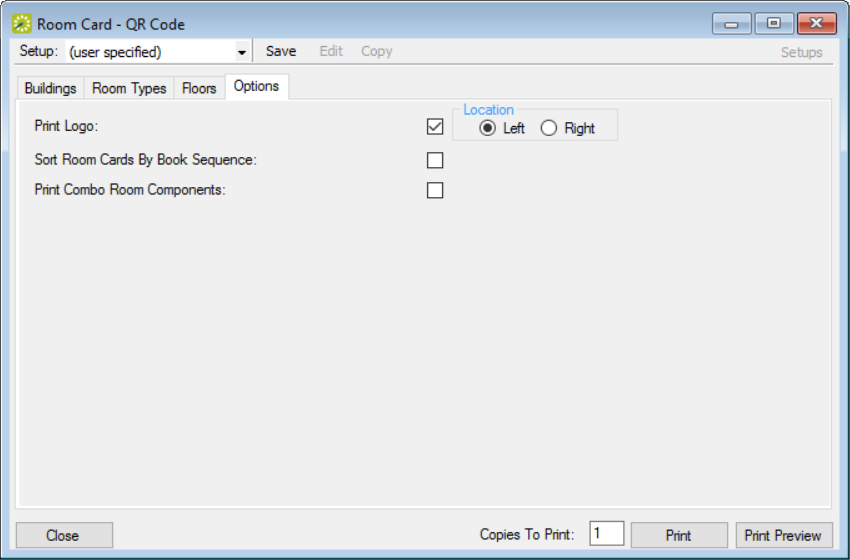 Room Card - QR Code
Setup: (user specified) Save Edit Copy Setups
Buildings Room Types Floors Options
Location
Print Logo: Left Right
Sort Room Cards By Book Sequence:
Print Combo Room Components:
Close Copies To Print: 1 Print Print Preview